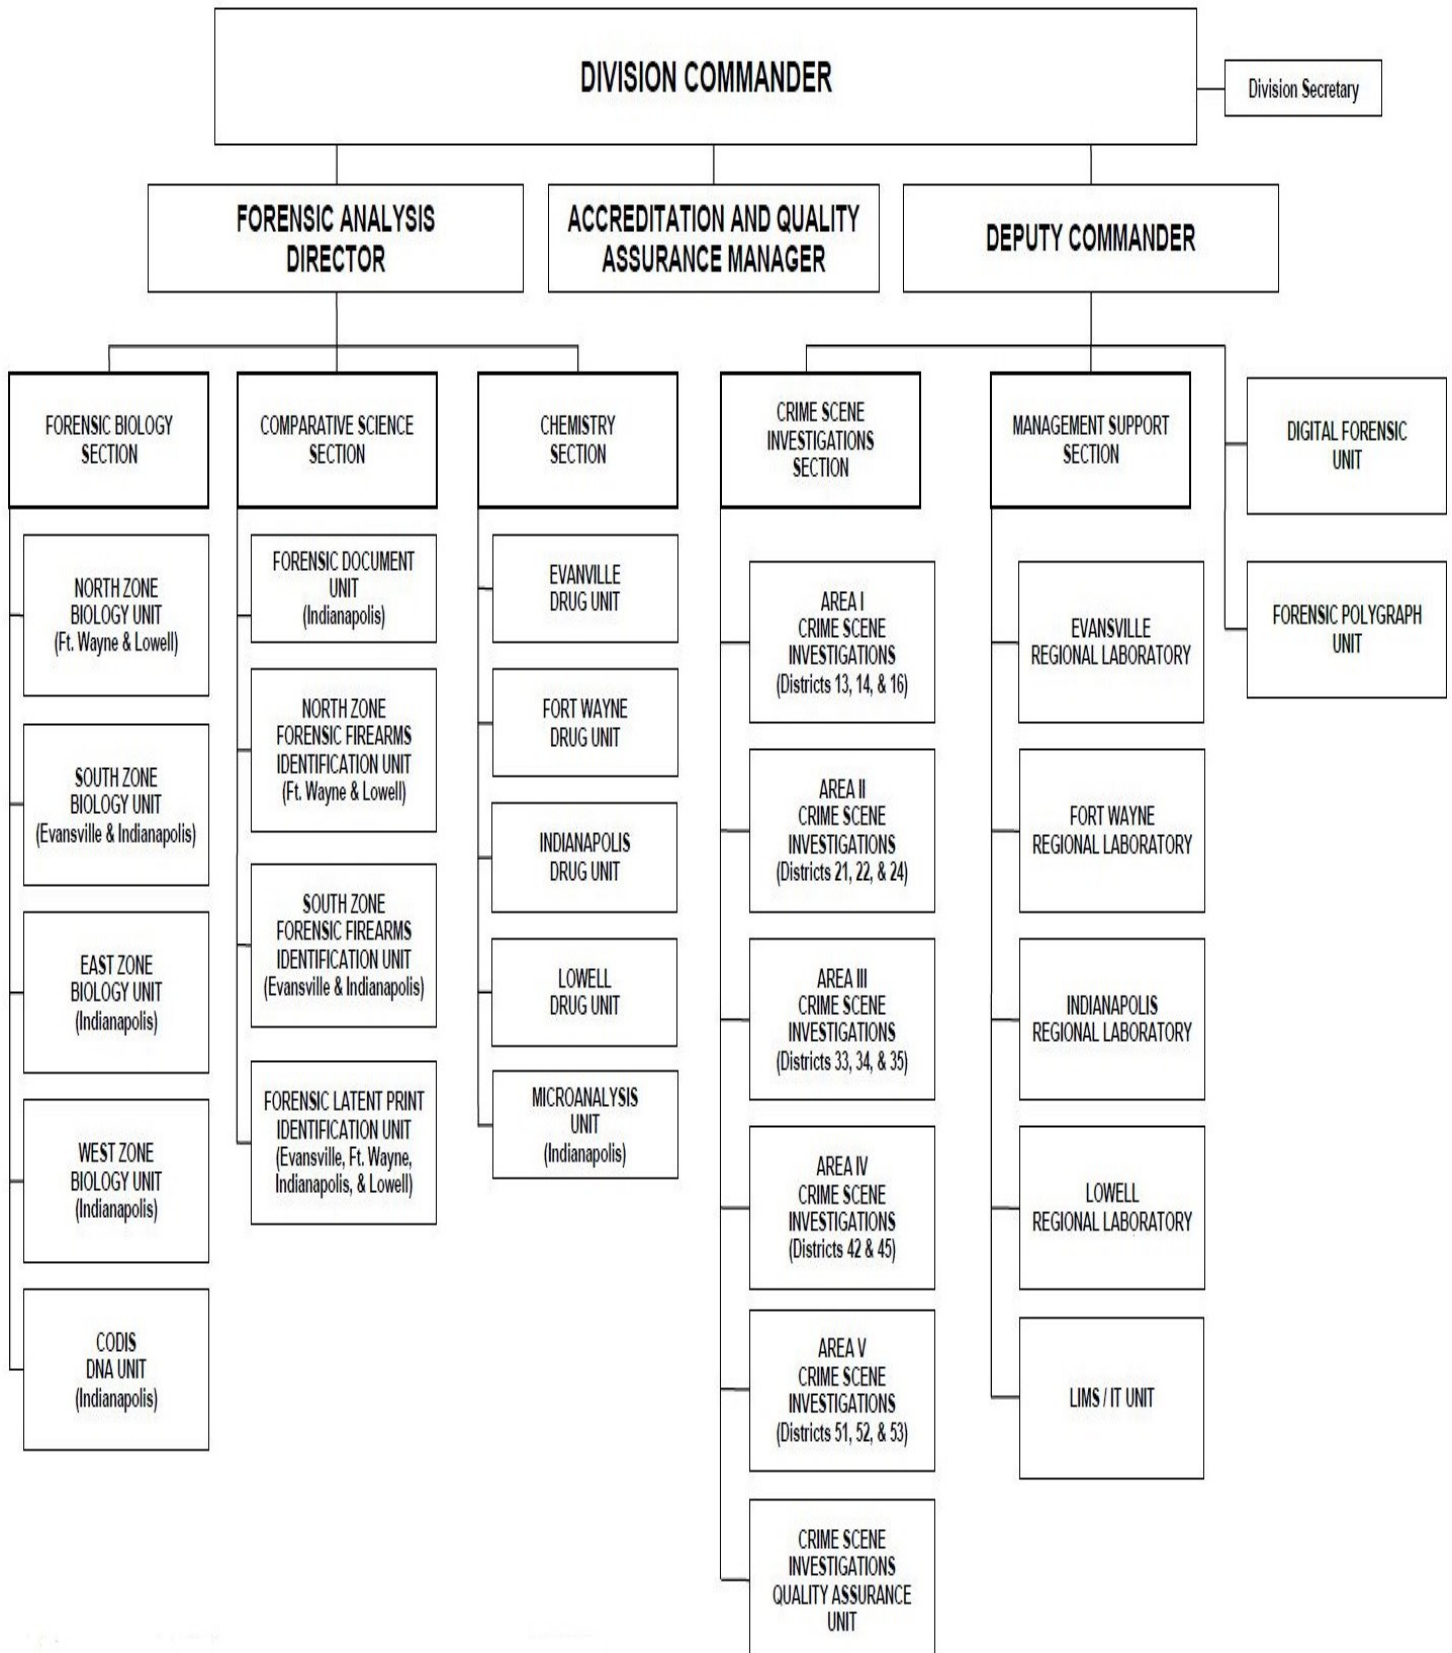 DIVISION COMMANDER
Division Secretary
FORENSIC ANALYSIS
DIRECTOR
ACCREDITATION AND QUALITY
ASSURANCE MANAGER
DEPUTY COMMANDER
FORENSIC BIOLOGY
SECTION
COMPARATIVE SCIENCE
SECTION
CHEMISTRY
SECTION
CRIME SCENE
INVESTIGATIONS
SECTION
MANAGEMENT SUPPORT
SECTION
DIGITAL FORENSIC
UNIT
FORENSIC POLYGRAPH
UNIT
NORTH ZONE
BIOLOGY UNIT
(Ft. Wayne & Lowell)
SOUTH ZONE
BIOLOGY UNIT
(Evansville & Indianapolis)
EAST ZONE
BIOLOGY UNIT
(Indianapolis)
WEST ZONE
BIOLOGY UNIT
(Indianapolis)
CODIS
DNA UNIT
(Indianapolis)
FORENSIC DOCUMENT
UNIT
(Indianapolis)
NORTH ZONE
FORENSIC FIREARMS
IDENTIFICATION UNIT
(Ft. Wayne & Lowell)
SOUTH ZONE
FORENSIC FIREARMS
IDENTIFICATION UNIT
(Evansville & Indianapolis)
FORENSIC LATENT PRINT
IDENTIFICATION UNIT
(Evansville, Ft. Wayne,
Indianapolis, & Lowell)
EVANVILLE
DRUG UNIT
FORT WAYNE
DRUG UNIT
INDIANAPOLIS
DRUG UNIT
LOWELL
DRUG UNIT
MICROANALYSIS
UNIT
(Indianapolis)
AREA I
CRIME SCENE
INVESTIGATIONS
(Districts 13, 14, & 16)
AREA II
CRIME SCENE
INVESTIGATIONS
(Districts 21, 22, & 24)
AREA III
CRIME SCENE
INVESTIGATIONS
(Districts 33, 34, & 35)
AREA IV
CRIME SCENE
INVESTIGATIONS
(Districts 42 & 45)
AREA V
CRIME SCENE
INVESTIGATIONS
(Districts 51, 52, & 53)
CRIME SCENE
INVESTIGATIONS
QUALITY ASSURANCE
UNIT
EVANSVILLE
REGIONAL LABORATORY
FORT WAYNE
REGIONAL LABORATORY
INDIANAPOLIS
REGIONAL LABORATORY
LOWELL
REGIONAL LABORATORY
LIMS / IT UNIT